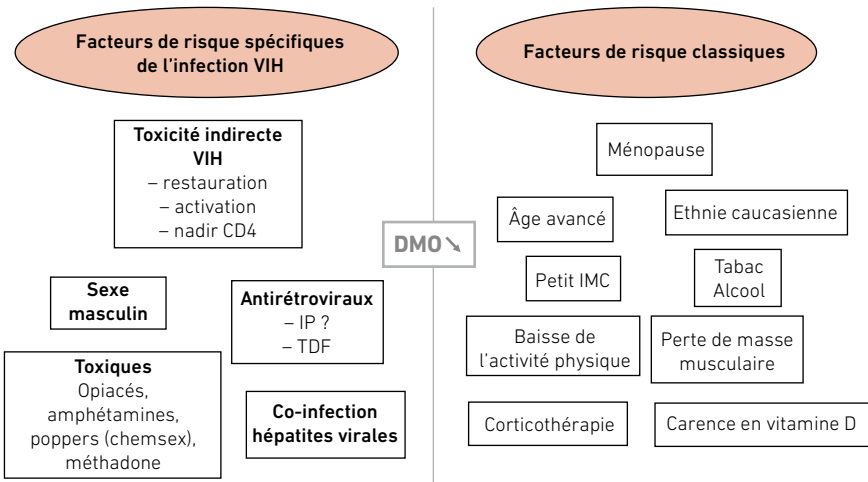 Facteurs de risque spécifiques
de l’infection VIH
Toxicité indirecte
VIH
– restauration
– activation
– nadir CD4
Sexe
masculin
Antirétroviraux
– IP ?
– TDF
Toxiques
Opiacés,
amphétamines,
poppers (chemsex),
méthadone
Co-infection
hépatites virales
DMO ↘
Facteurs de risque classiques
Ménopause
Âge avancé
Ethnie caucasienne
Petit IMC
Tabac
Alcool
Baisse de
l’activité physique
Perte de masse
musculaire
Corticothérapie
Carence en vitamine D